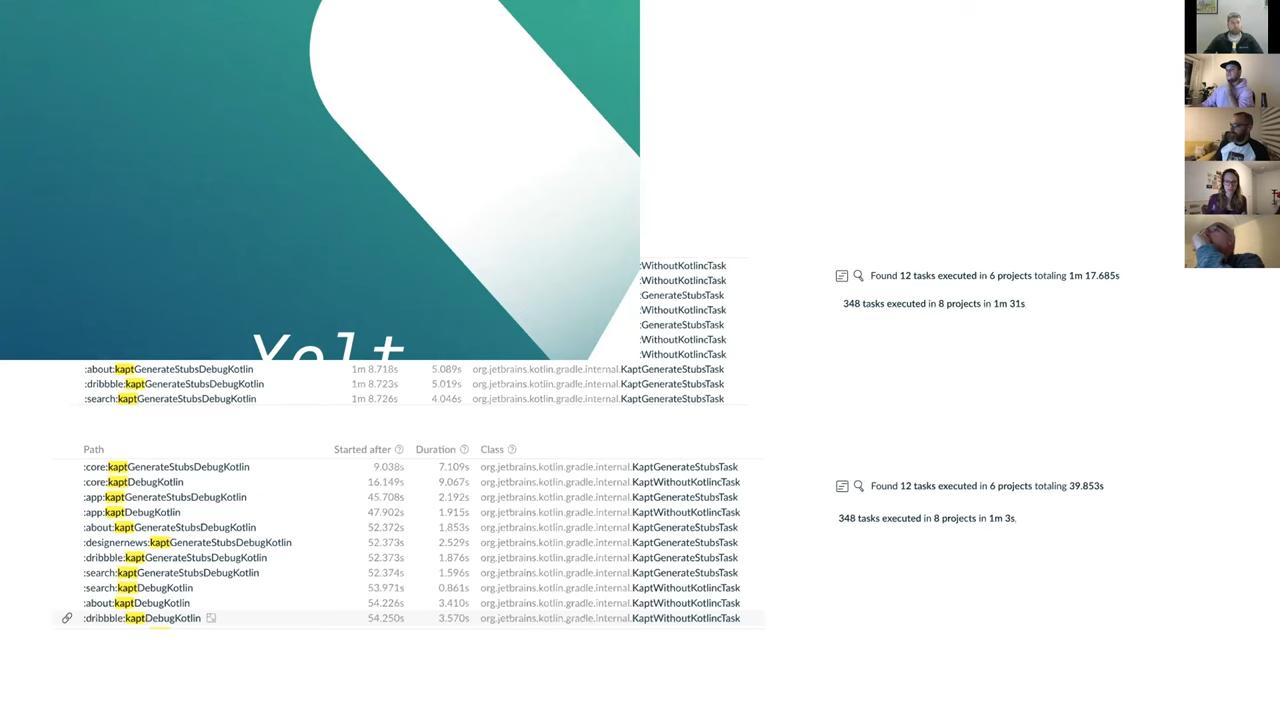 :WithoutKotlincTask
:WithoutKotlincTask
:GenerateStubsTask
:WithoutKotlincTask
:GenerateStubsTask
:WithoutKotlincTask
:WithoutKotlincTask
Found 12 tasks executed in 6 projects totaling 1m 17.685s
348 tasks executed in 8 projects in 1m 31s
Yolt
:about:kaptGenerateStubsDebugKotlin 1m 8.718s 5.089s org.jetbrains.kotlin.gradle.internal.KaptGenerateStubsTask
:dribbble:kaptGenerateStubsDebugKotlin 1m 8.723s 5.019s org.jetbrains.kotlin.gradle.internal.KaptGenerateStubsTask
:search:kaptGenerateStubsDebugKotlin 1m 8.726s 4.046s org.jetbrains.kotlin.gradle.internal.KaptGenerateStubsTask
Path Started after Duration Class
:core:kaptGenerateStubsDebugKotlin 9.038s 7.109s org.jetbrains.kotlin.gradle.internal.KaptGenerateStubsTask
:core:kaptDebugKotlin 16.149s 9.067s org.jetbrains.kotlin.gradle.internal.KaptWithoutKotlincTask
:app:kaptGenerateStubsDebugKotlin 45.708s 2.192s org.jetbrains.kotlin.gradle.internal.KaptGenerateStubsTask
:app:kaptDebugKotlin 47.902s 1.915s org.jetbrains.kotlin.gradle.internal.KaptWithoutKotlincTask
:about:kaptGenerateStubsDebugKotlin 52.372s 1.853s org.jetbrains.kotlin.gradle.internal.KaptGenerateStubsTask
:designernews:kaptGenerateStubsDebugKotlin 52.373s 2.529s org.jetbrains.kotlin.gradle.internal.KaptGenerateStubsTask
:dribbble:kaptGenerateStubsDebugKotlin 52.373s 1.876s org.jetbrains.kotlin.gradle.internal.KaptGenerateStubsTask
:search:kaptGenerateStubsDebugKotlin 52.374s 1.596s org.jetbrains.kotlin.gradle.internal.KaptGenerateStubsTask
:search:kaptDebugKotlin 53.971s 0.861s org.jetbrains.kotlin.gradle.internal.KaptWithoutKotlincTask
:about:kaptDebugKotlin 54.226s 3.410s org.jetbrains.kotlin.gradle.internal.KaptWithoutKotlincTask
:dribbble:kaptDebugKotlin 54.250s 3.570s org.jetbrains.kotlin.gradle.internal.KaptWithoutKotlincTask
Found 12 tasks executed in 6 projects totaling 39.853s
348 tasks executed in 8 projects in 1m 3s.